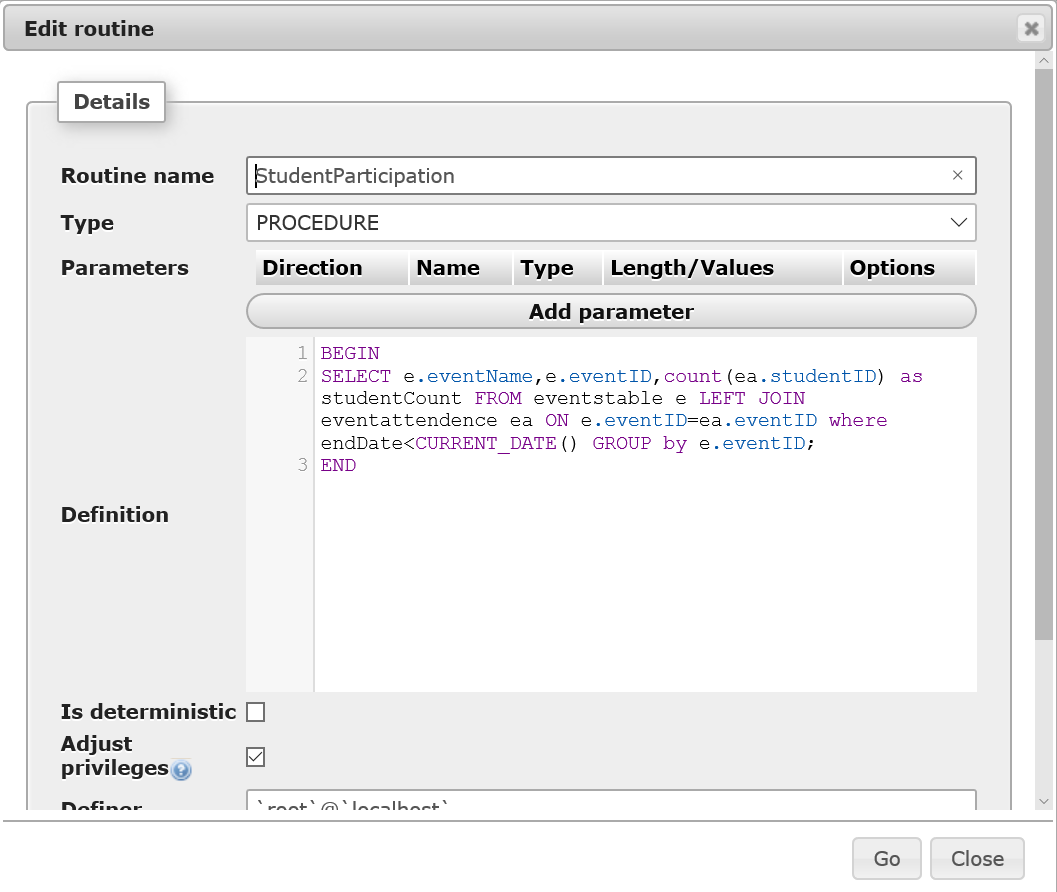 Edit routine
Details
Routine name StudentParticipation
Type PROCEDURE
Parameters Direction Name Type Length/Values Options
Add parameter
1 BEGIN
2 SELECT e.eventName,e.eventID,count(ea.studentID) as
studentCount FROM eventstable e LEFT JOIN
eventattendence ea ON e.eventID=ea.eventID where
endDate<CURRENT_DATE() GROUP by e.eventID;
3 END
Definition
Is deterministic
Adjust
privileges
Definer `root`@`localhost`
Go Close